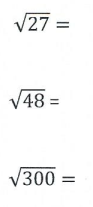 √27 =
√48 =
√300 =